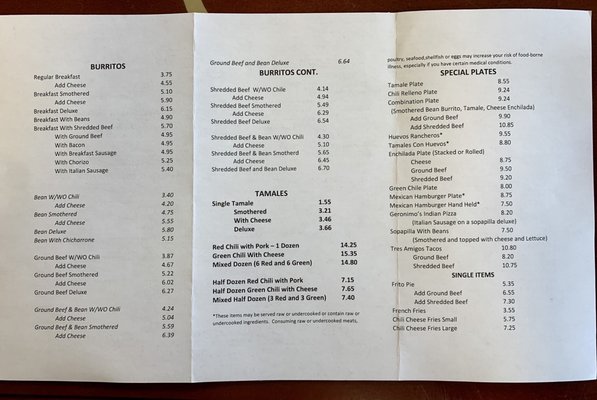 BURRITOS
Regular Breakfast 3.75
Add Cheese 4.55
Breakfast Smothered 5.10
Add Cheese 5.90
Breakfast Deluxe 6.15
Breakfast With Beans 4.90
Breakfast With Shredded Beef 5.70
With Ground Beef 4.95
With Bacon 4.95
With Breakfast Sausage 4.95
With Chorizo 5.25
With Italian Sausage 5.40
Bean W/WO Chili 3.40
Add Cheese 4.20
Bean Smothered 4.75
Add Cheese 5.55
Bean Deluxe 5.80
Bean With Chicharrone 5.15
Ground Beef W/WO Chili 3.87
Add Cheese 4.67
Ground Beef Smothered 5.22
Add Cheese 6.02
Ground Beef Deluxe 6.27
Ground Beef & Bean W/WO Chili 4.24
Add Cheese 5.04
Ground Beef & Bean Smothered 5.59
Add Cheese 6.39
Ground Beef and Bean Deluxe 6.64
BURRITOS CONT.
Shredded Beef W/WO Chile 4.14
Add Cheese 4.94
Shredded Beef Smothered 5.49
Add Cheese 6.29
Shredded Beef Deluxe 6.54
Shredded Beef & Bean W/WO Chili 4.30
Add Cheese 5.10
Shredded Beef & Bean Smotherd 5.65
Add Cheese 6.45
Shredded Beef and Bean Deluxe 6.70
TAMALES
Single Tamale 1.55
Smothered 3.21
With Cheese 3.46
Deluxe 3.66
Red Chili with Pork – 1 Dozen 14.25
Green Chili With Cheese 15.35
Mixed Dozen (6 Red and 6 Green) 14.80
Half Dozen Red Chili with Pork 7.15
Half Dozen Green Chili with Cheese 7.65
Mixed Half Dozen (3 Red and 3 Green) 7.40
*These items may be served raw or undercooked or contain raw or
undercooked ingredients. Consuming raw or undercooked meats,
poultry, seafood,shellfish or eggs may increase your risk of food-borne
illness, especially if you have certain medical conditions.
SPECIAL PLATES
Tamale Plate 8.55
Chili Relleno Plate 9.24
Combination Plate 9.24
(Smothered Bean Burrito, Tamale, Cheese Enchilada)
Add Ground Beef 9.90
Add Shredded Beef 10.85
Huevos Rancheros* 9.55
Tamales Con Huevos* 8.80
Enchilada Plate (Stacked or Rolled)
Cheese 8.75
Ground Beef 9.50
Shredded Beef 9.20
Green Chile Plate 8.00
Mexican Hamburger Plate* 8.75
Mexican Hamburger Hand Held* 7.50
Geronimo's Indian Pizza 8.20
(Italian Sausage on a sopapilla deluxe)
Sopapilla With Beans 7.50
(Smothered and topped with cheese and Lettuce)
Tres Amigos Tacos 10.80
Ground Beef 8.20
Shredded Beef 10.75
SINGLE ITEMS
Frito Pie 5.35
Add Ground Beef 6.55
Add Shredded Beef 7.30
French Fries 3.55
Chili Cheese Fries Small 5.75
Chili Cheese Fries Large 7.25